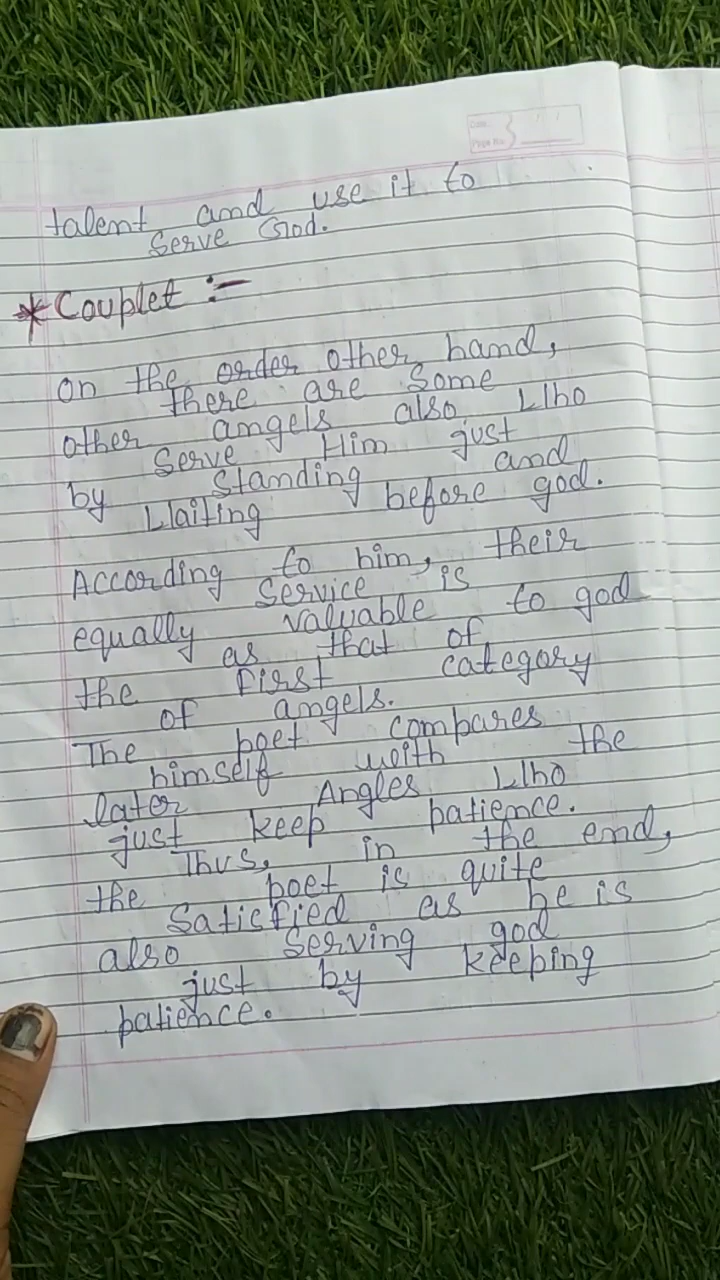 Date
Page No.
talent and use it to
serve God.
* Couplet :-
on the order other hand,
there are some
other angels also who
serve Him just
by standing and
waiting before god.
According to him, their
service is
equally valuable to god
as that of
the first category
of angels.
The poet compares
himself with the
later Angles who
just keep patience.
Thus, in the end,
the poet is quite
Saticfied as he is
also serving god
just by keeping
patience.